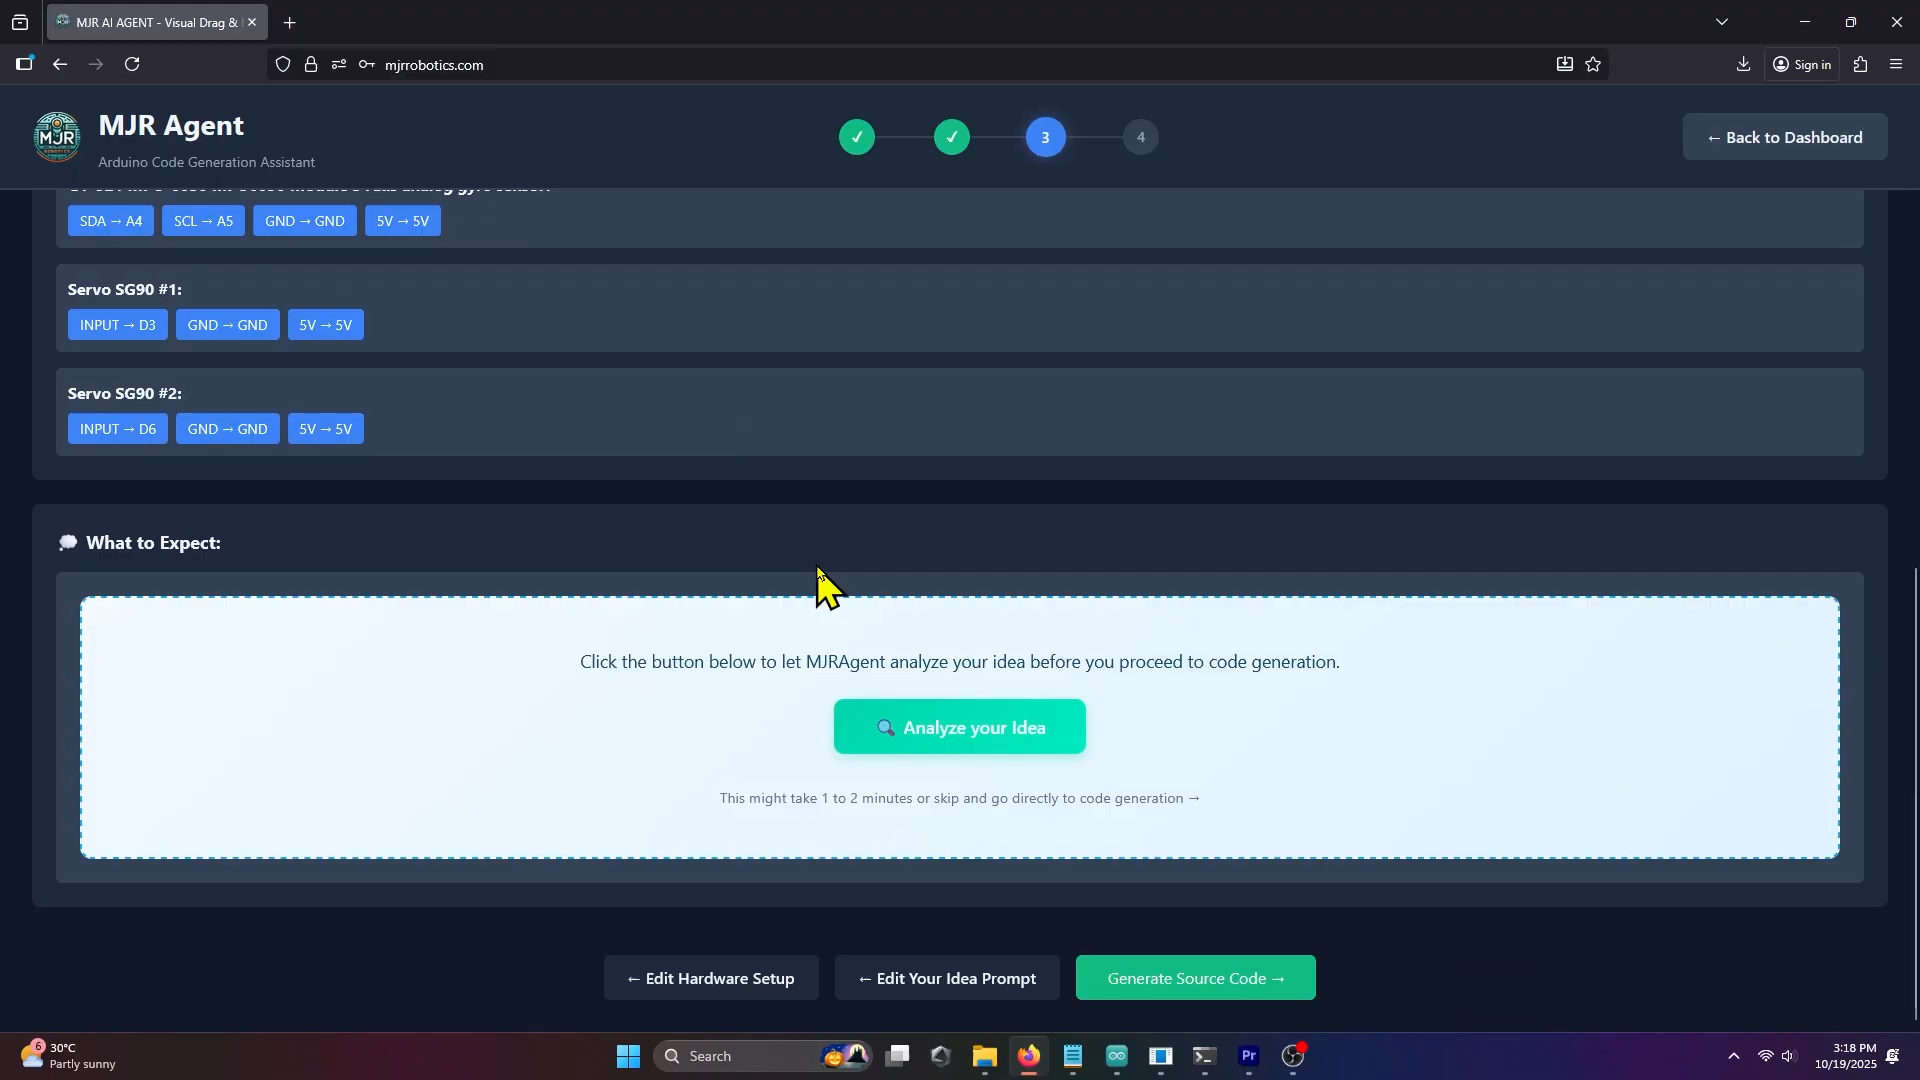 MJR AI AGENT - Visual Drag &
mjrrobotics.com
Sign in
MJR
MJR Agent
Arduino Code Generation Assistant
✓ ✓ 3 4
← Back to Dashboard
SDA → A4 SCL → A5 GND → GND 5V → 5V
Servo SG90 #1:
INPUT → D3 GND → GND 5V → 5V
Servo SG90 #2:
INPUT → D6 GND → GND 5V → 5V
What to Expect:
Click the button below to let MJRAgent analyze your idea before you proceed to code generation.
Analyze your Idea
This might take 1 to 2 minutes or skip and go directly to code generation →
← Edit Hardware Setup ← Edit Your Idea Prompt Generate Source Code →
6
30°C
Partly sunny
Search
Pr
3:18 PM
10/19/2025